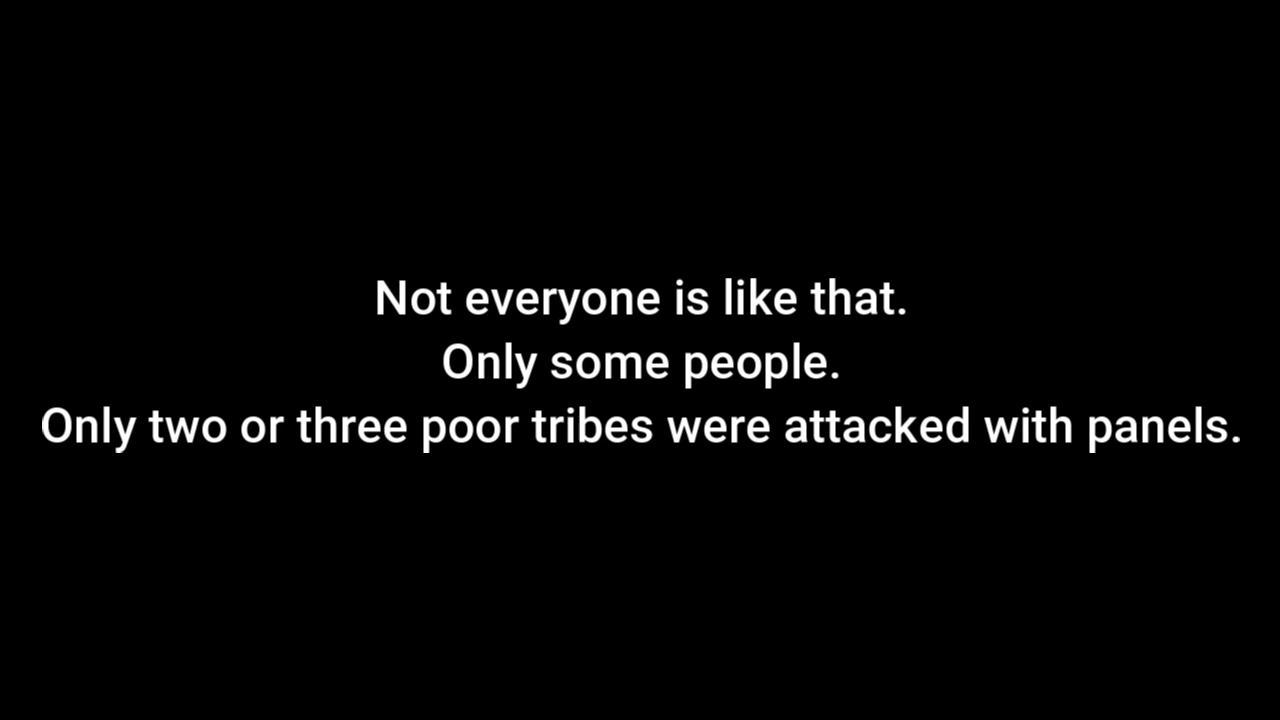 Not everyone is like that.
Only some people.
Only two or three poor tribes were attacked with panels.